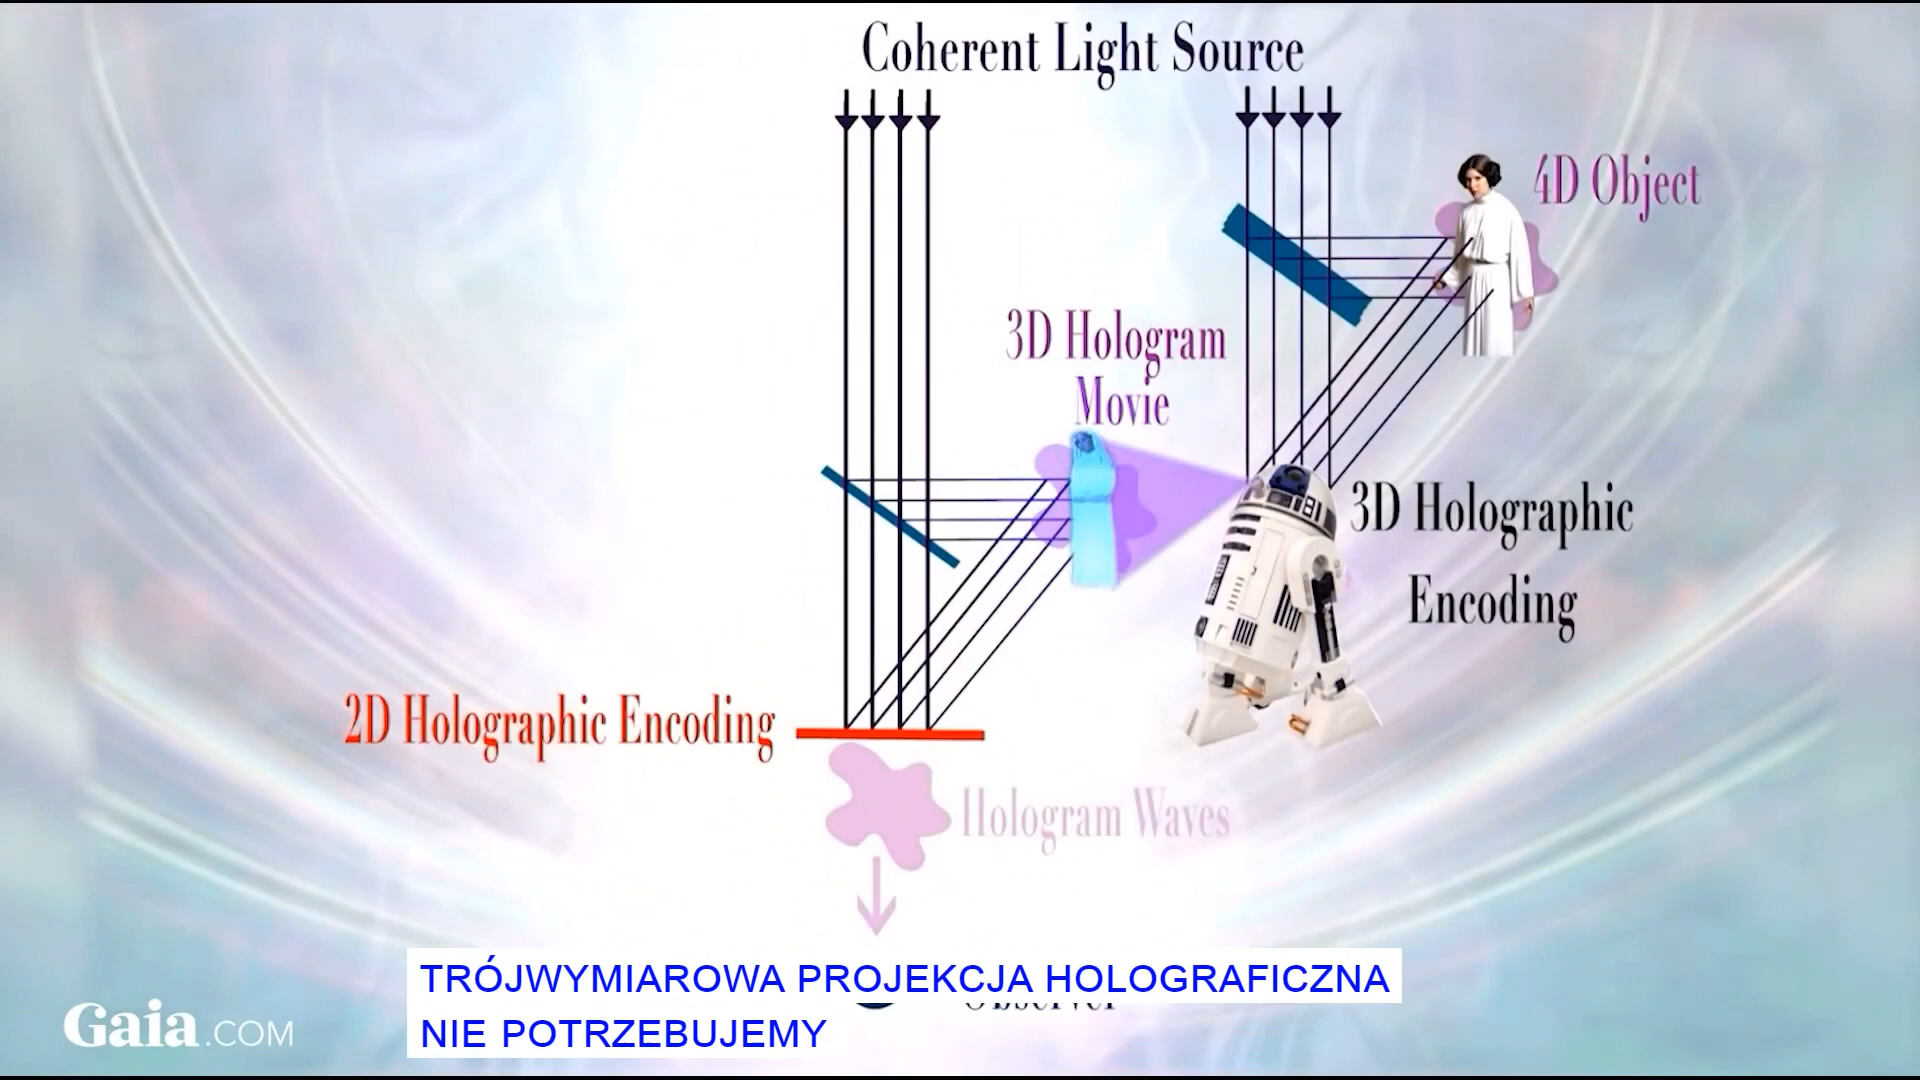 Coherent Light Source
4D Object
3D Hologram
Movie
3D Holographic
Encoding
2D Holographic Encoding
Hologram Waves
TRÓJWYMIAROWA PROJEKCJA HOLOGRAFICZNA
Observer
NIE POTRZEBUJEMY
Gaia.COM